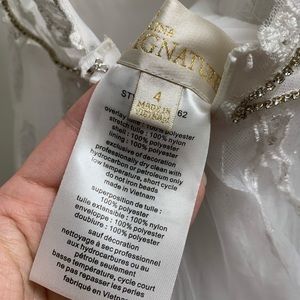 4
MADE IN
VIETNAM
62
overlay : 100% polyester
stretch tulle : 100% nylon
shell : 100% polyester
lining : 100% polyester
exclusive of decoration
professionally dry clean with
hydrocarbon or petroleum only
low temperature, short cycle
do not iron beads
made in Vietnam
superposition de tulle :
100% polyester
tulle extensible : 100% nylon
enveloppe : 100% polyester
doublure : 100% polyester
sauf décoration
nettoyage à sec professionnel
aux hydrocarbures ou au
pétrole seulement
basse température, cycle court
ne pas repasser les perles
fabriqué en Vietnam